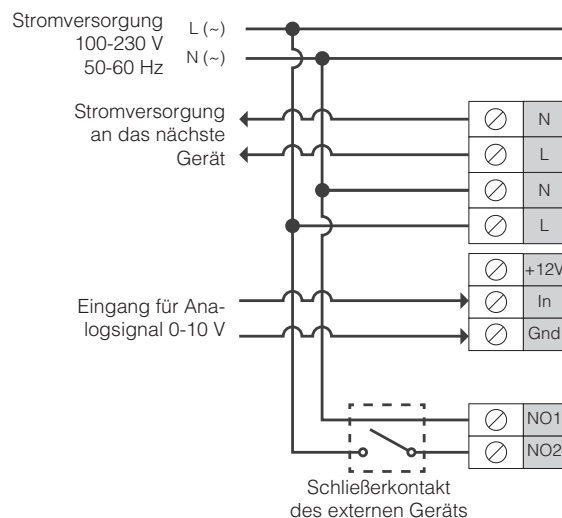 Stromversorgung
100-230 V
50-60 Hz
L (~)
N (~)
Stromversorgung
an das nächste
Gerät
N
L
N
L
+12V
In
Gnd
Eingang für Ana-
logsignal 0-10 V
NO1
NO2
Schließerkontakt
des externen Geräts